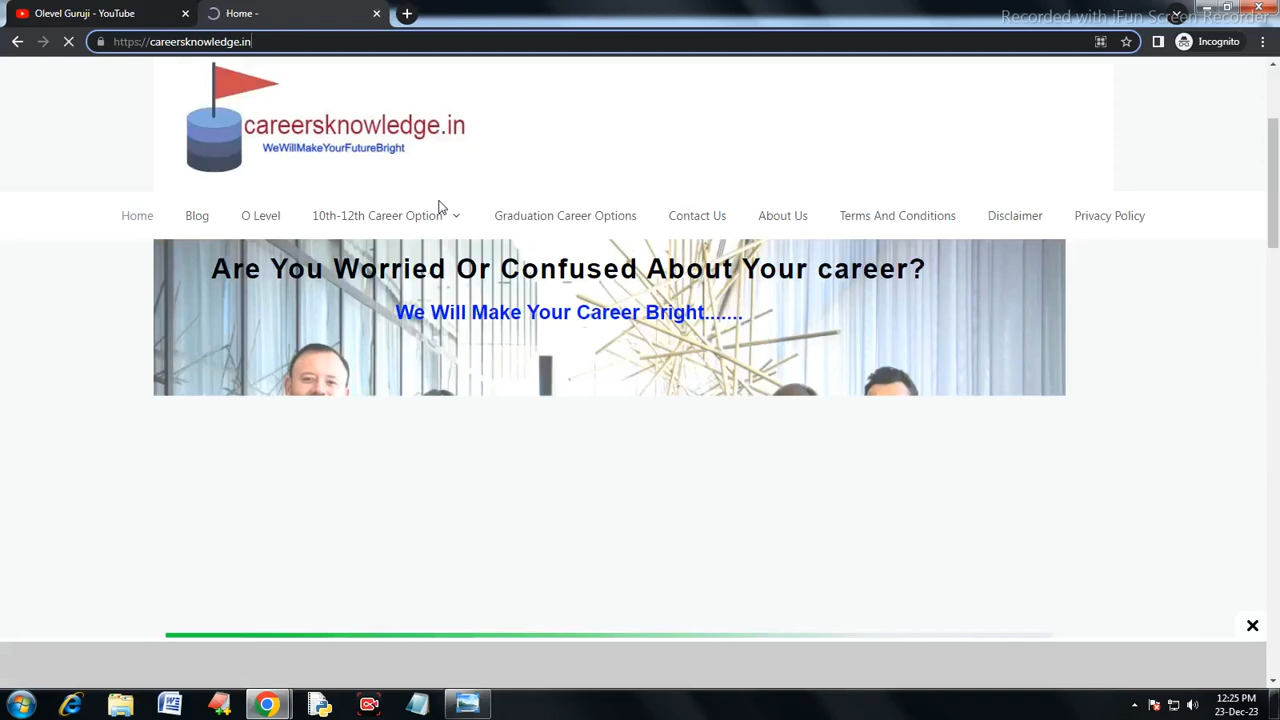 Olevel Guruji - YouTube
Home -
Recorded with iFun Screen Recorder
https://careersknowledge.in
Incognito
careersknowledge.in
WeWillMakeYourFutureBright
Home
Blog
O Level
10th-12th Career Option
Graduation Career Options
Contact Us
About Us
Terms And Conditions
Disclaimer
Privacy Policy
Are You Worried Or Confused About Your career?
We Will Make Your Career Bright.......
12:25 PM
23-Dec-23